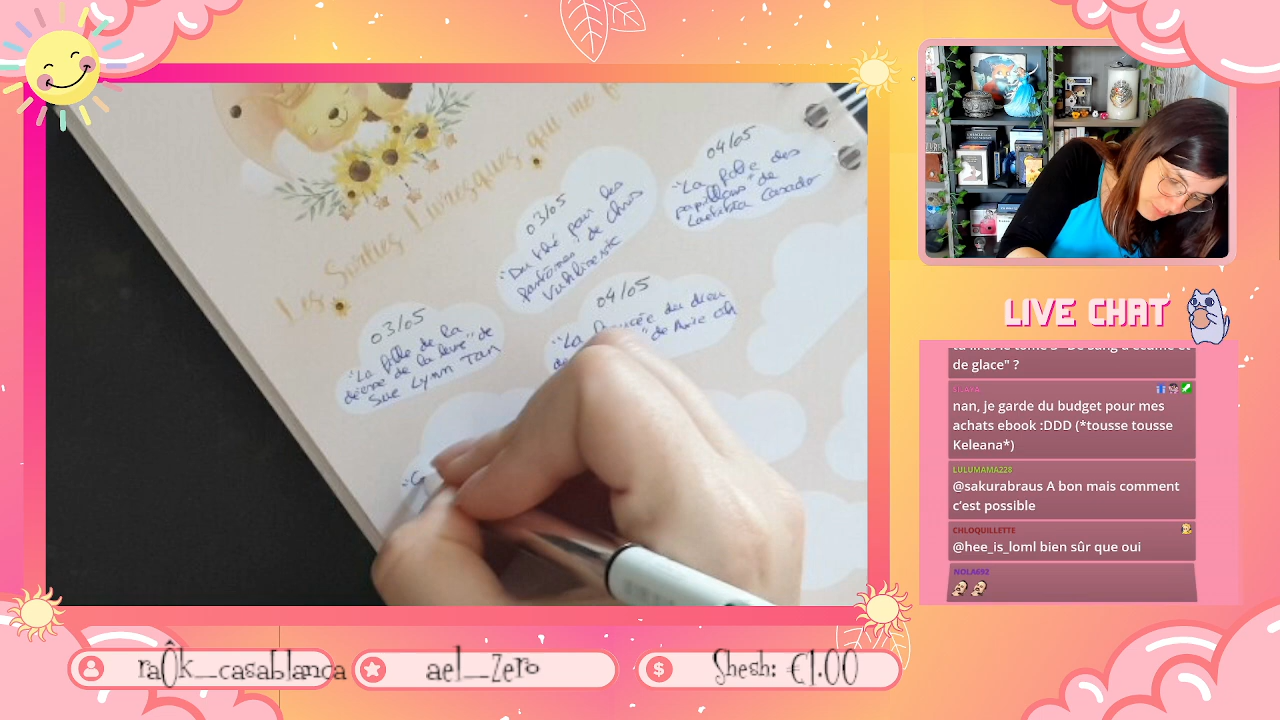 Les Sorties Livresques qui me
03/05
"La fille de la
déesse de la lune" de
Sue Lynn Tan
03/05
"Du thé pour les
fantômes" de Chris
Vuklisevic
04/05
"La fille des
papillons" de
Laetitia Casado
04/05
"La du dieu
de Axie Oh
LIVE CHAT
de glace" ?
nan, je garde du budget pour mes
achats ebook :DDD (*tousse tousse
Keleana*)
LULUMAMA228
@sakurabraus A bon mais comment
c'est possible
CHLOQUILLETTE
@hee_is_loml bien sûr que oui
NOLA692
ra0k_casablanca
ael_Zero
Shesh: €1.00